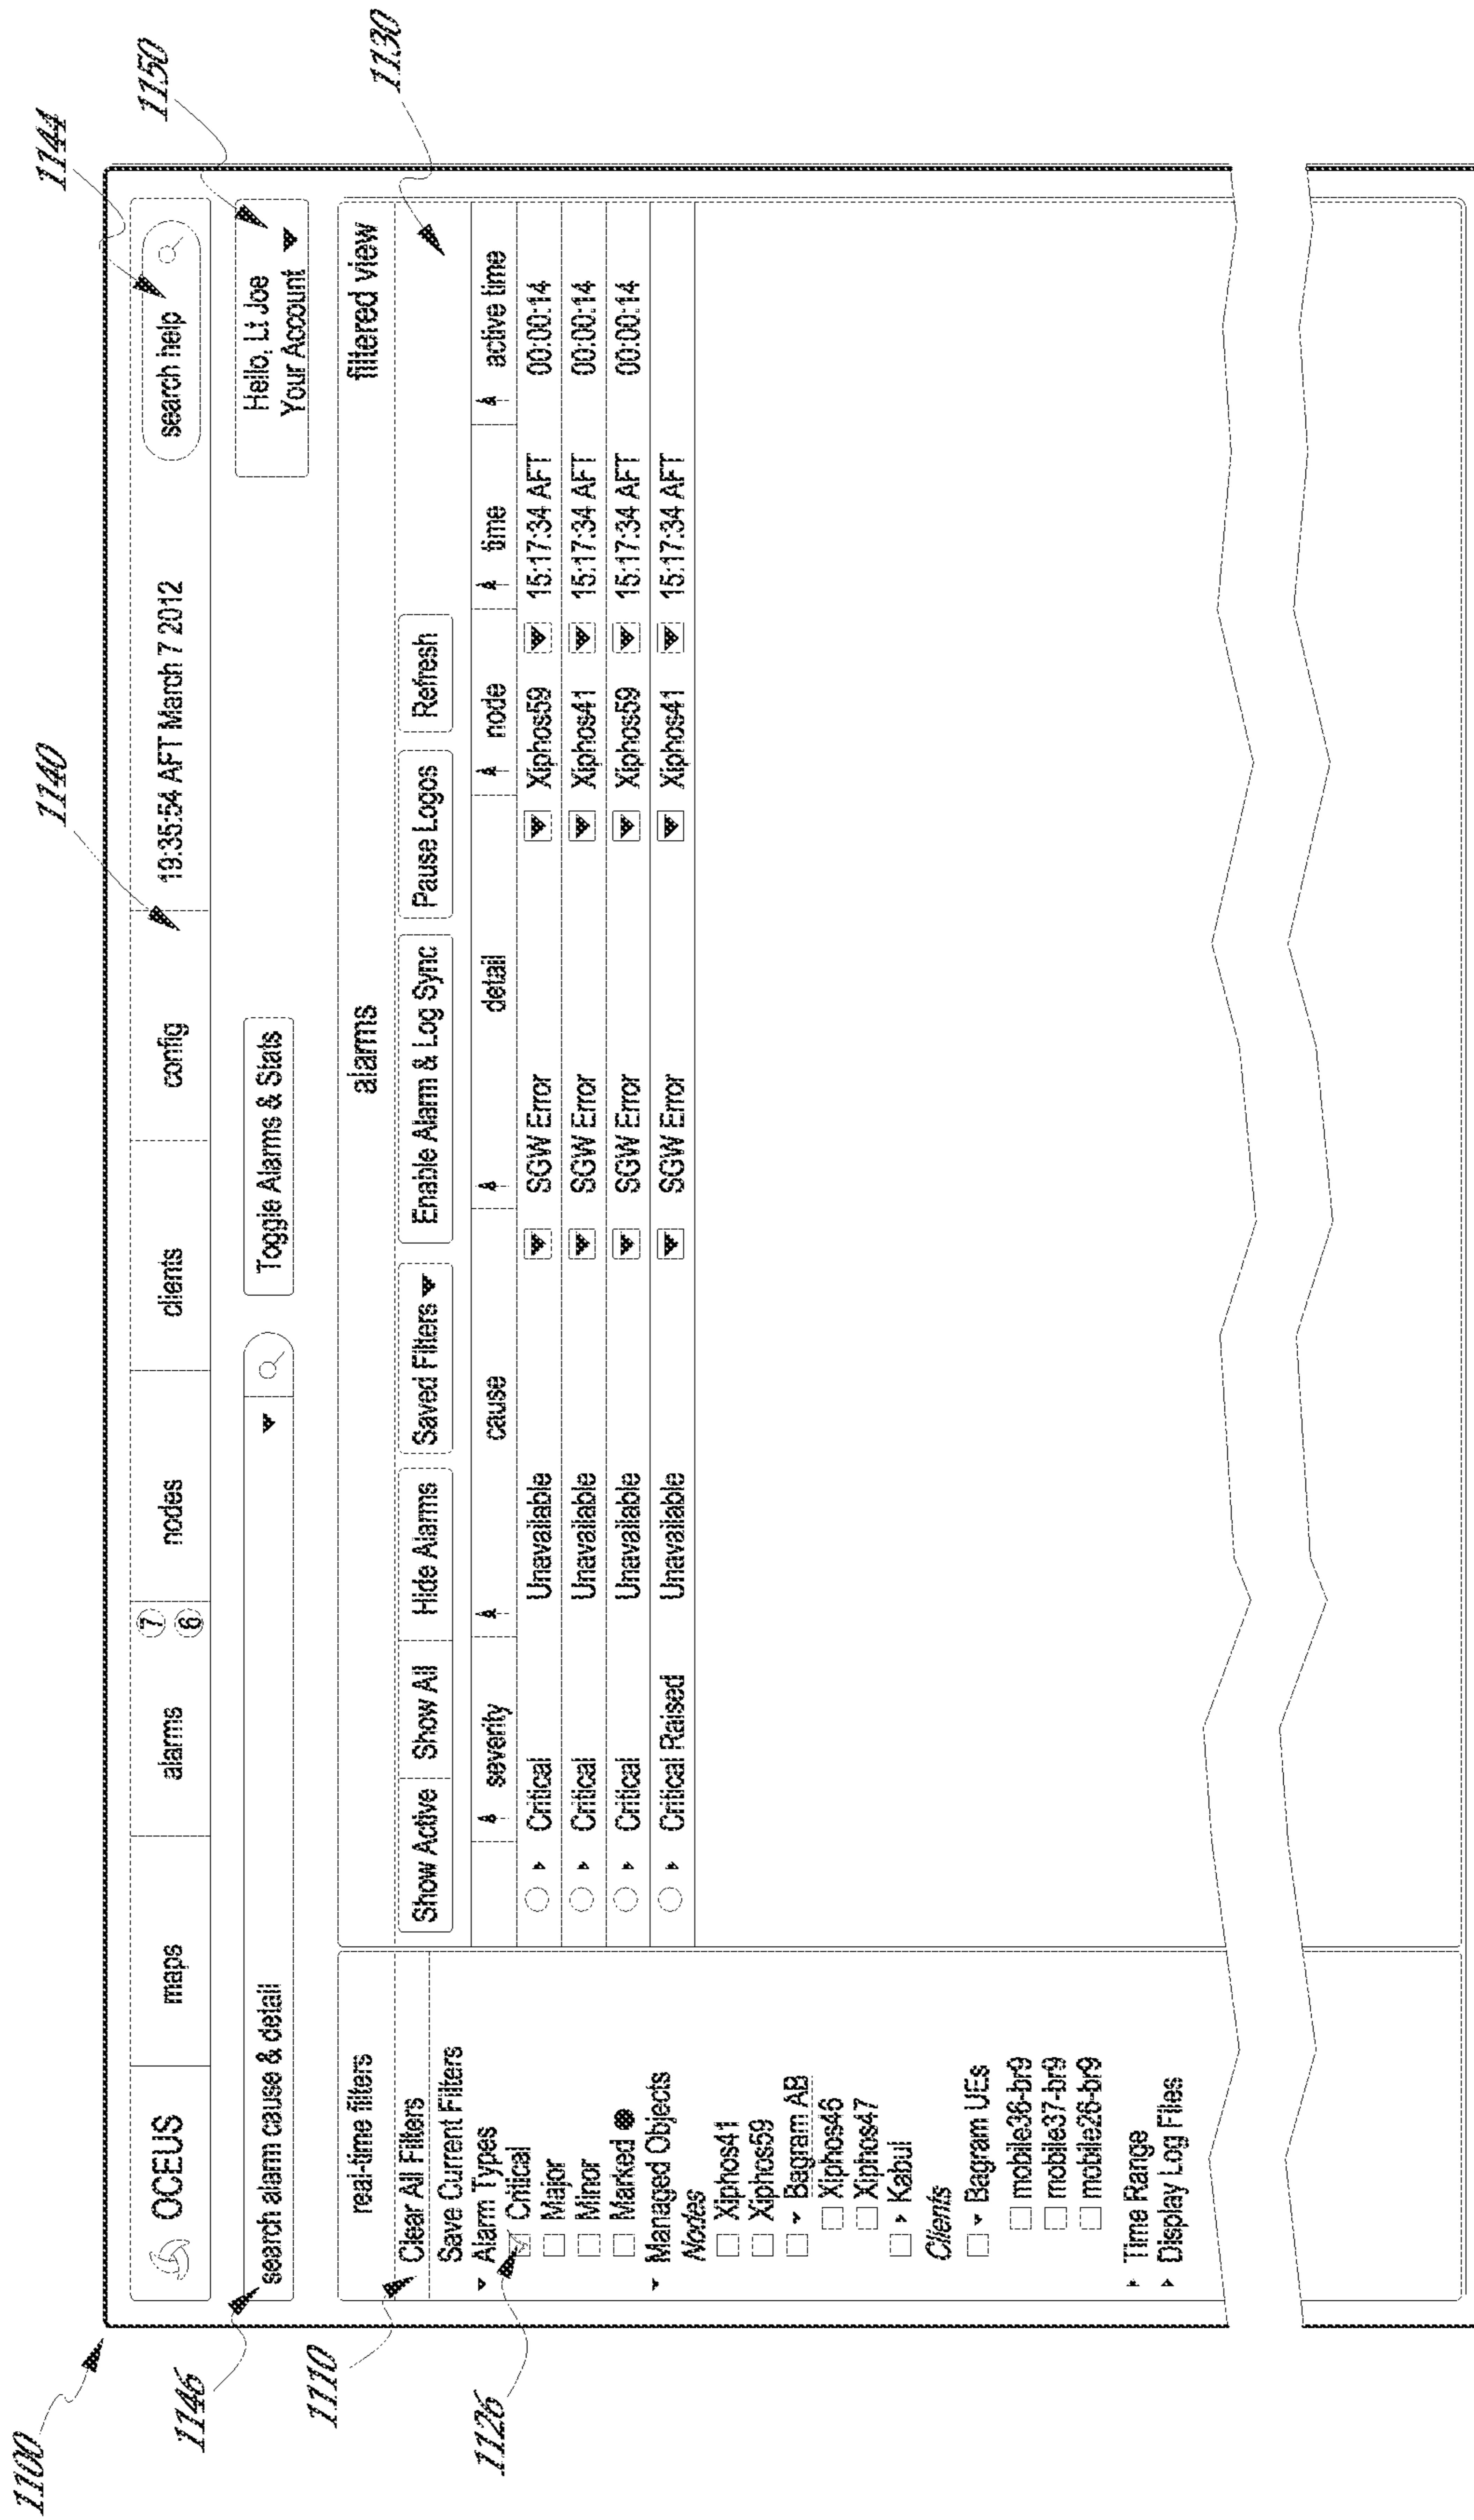 1100
1140
1144
1150
OCEUS maps alarms 7 6 nodes clients config 19:35:54 AFT March 7 2012 search help
1146
search alarm cause & detail Toggle Alarms & Stats Hello, Lt Joe
Your Account
1130
real-time filters alarms filtered view
1110
Clear All Filters Show Active Show All Hide Alarms Saved Filters Enable Alarm & Log Sync Pause Logos Refresh
Save Current Filters
Alarm Types severity cause detail node time active time
1126
Critical
Major
Minor
Marked
Critical Unavailable SGW Error Xiphos59 15:17:34 AFT 00:00:14
Critical Unavailable SGW Error Xiphos41 15:17:34 AFT 00:00:14
Critical Unavailable SGW Error Xiphos59 15:17:34 AFT 00:00:14
Critical Raised Unavailable SGW Error Xiphos41 15:17:34 AFT
Managed Objects
Nodes
Xiphos41
Xiphos59
Bagram AB
Xiphos46
Xiphos47
Kabul
Clients
Bagram UEs
mobile36-br9
mobile37-br9
mobile26-br9
Time Range
Display Log Files